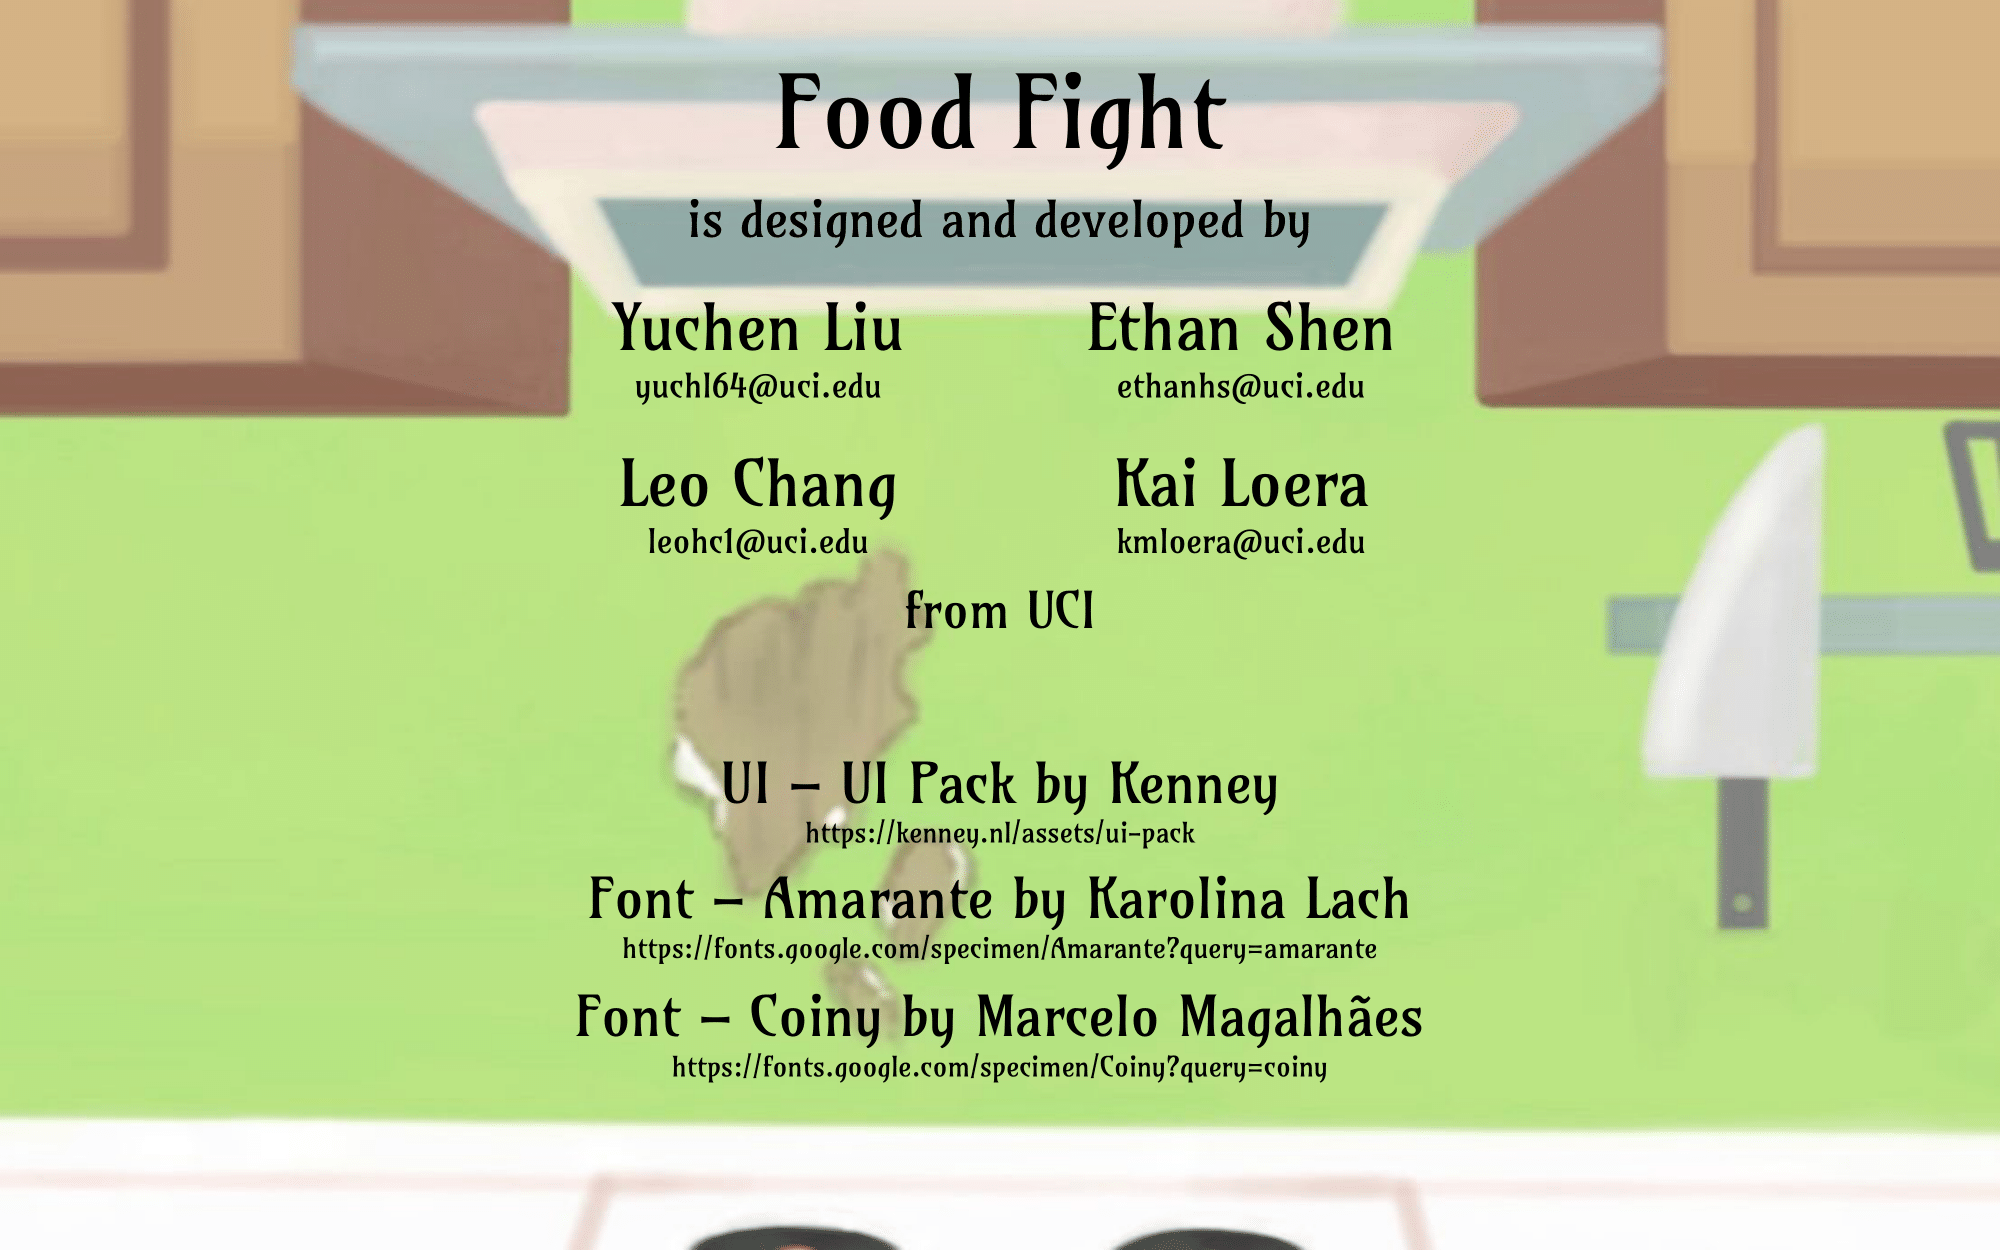 Food Fight
is designed and developed by
Yuchen Liu Ethan Shen
yuchl64@uci.edu ethanhs@uci.edu
Leo Chang Kai Loera
leohc1@uci.edu kmloera@uci.edu
from UCI
UI – UI Pack by Kenney
https://kenney.nl/assets/ui-pack
Font – Amarante by Karolina Lach
https://fonts.google.com/specimen/Amarante?query=amarante
Font – Coiny by Marcelo Magalhães
https://fonts.google.com/specimen/Coiny?query=coiny